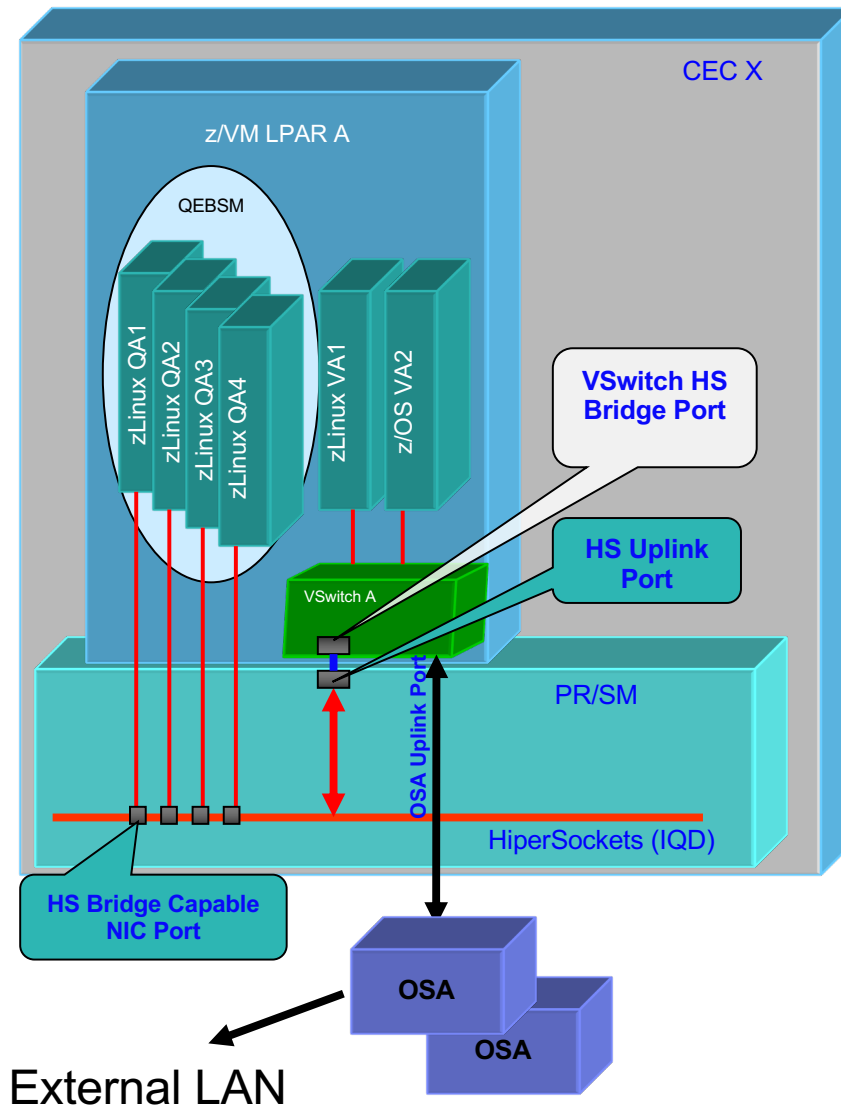 CEC X
z/VM LPAR A
QEBSM
zLinux QA1
zLinux QA2
zLinux QA3
zLinux QA4
zLinux VA1
z/OS VA2
VSwitch HS
Bridge Port
HS Uplink
Port
VSwitch A
OSA Uplink Port
PR/SM
HiperSockets (IQD)
HS Bridge Capable
NIC Port
OSA
OSA
External LAN